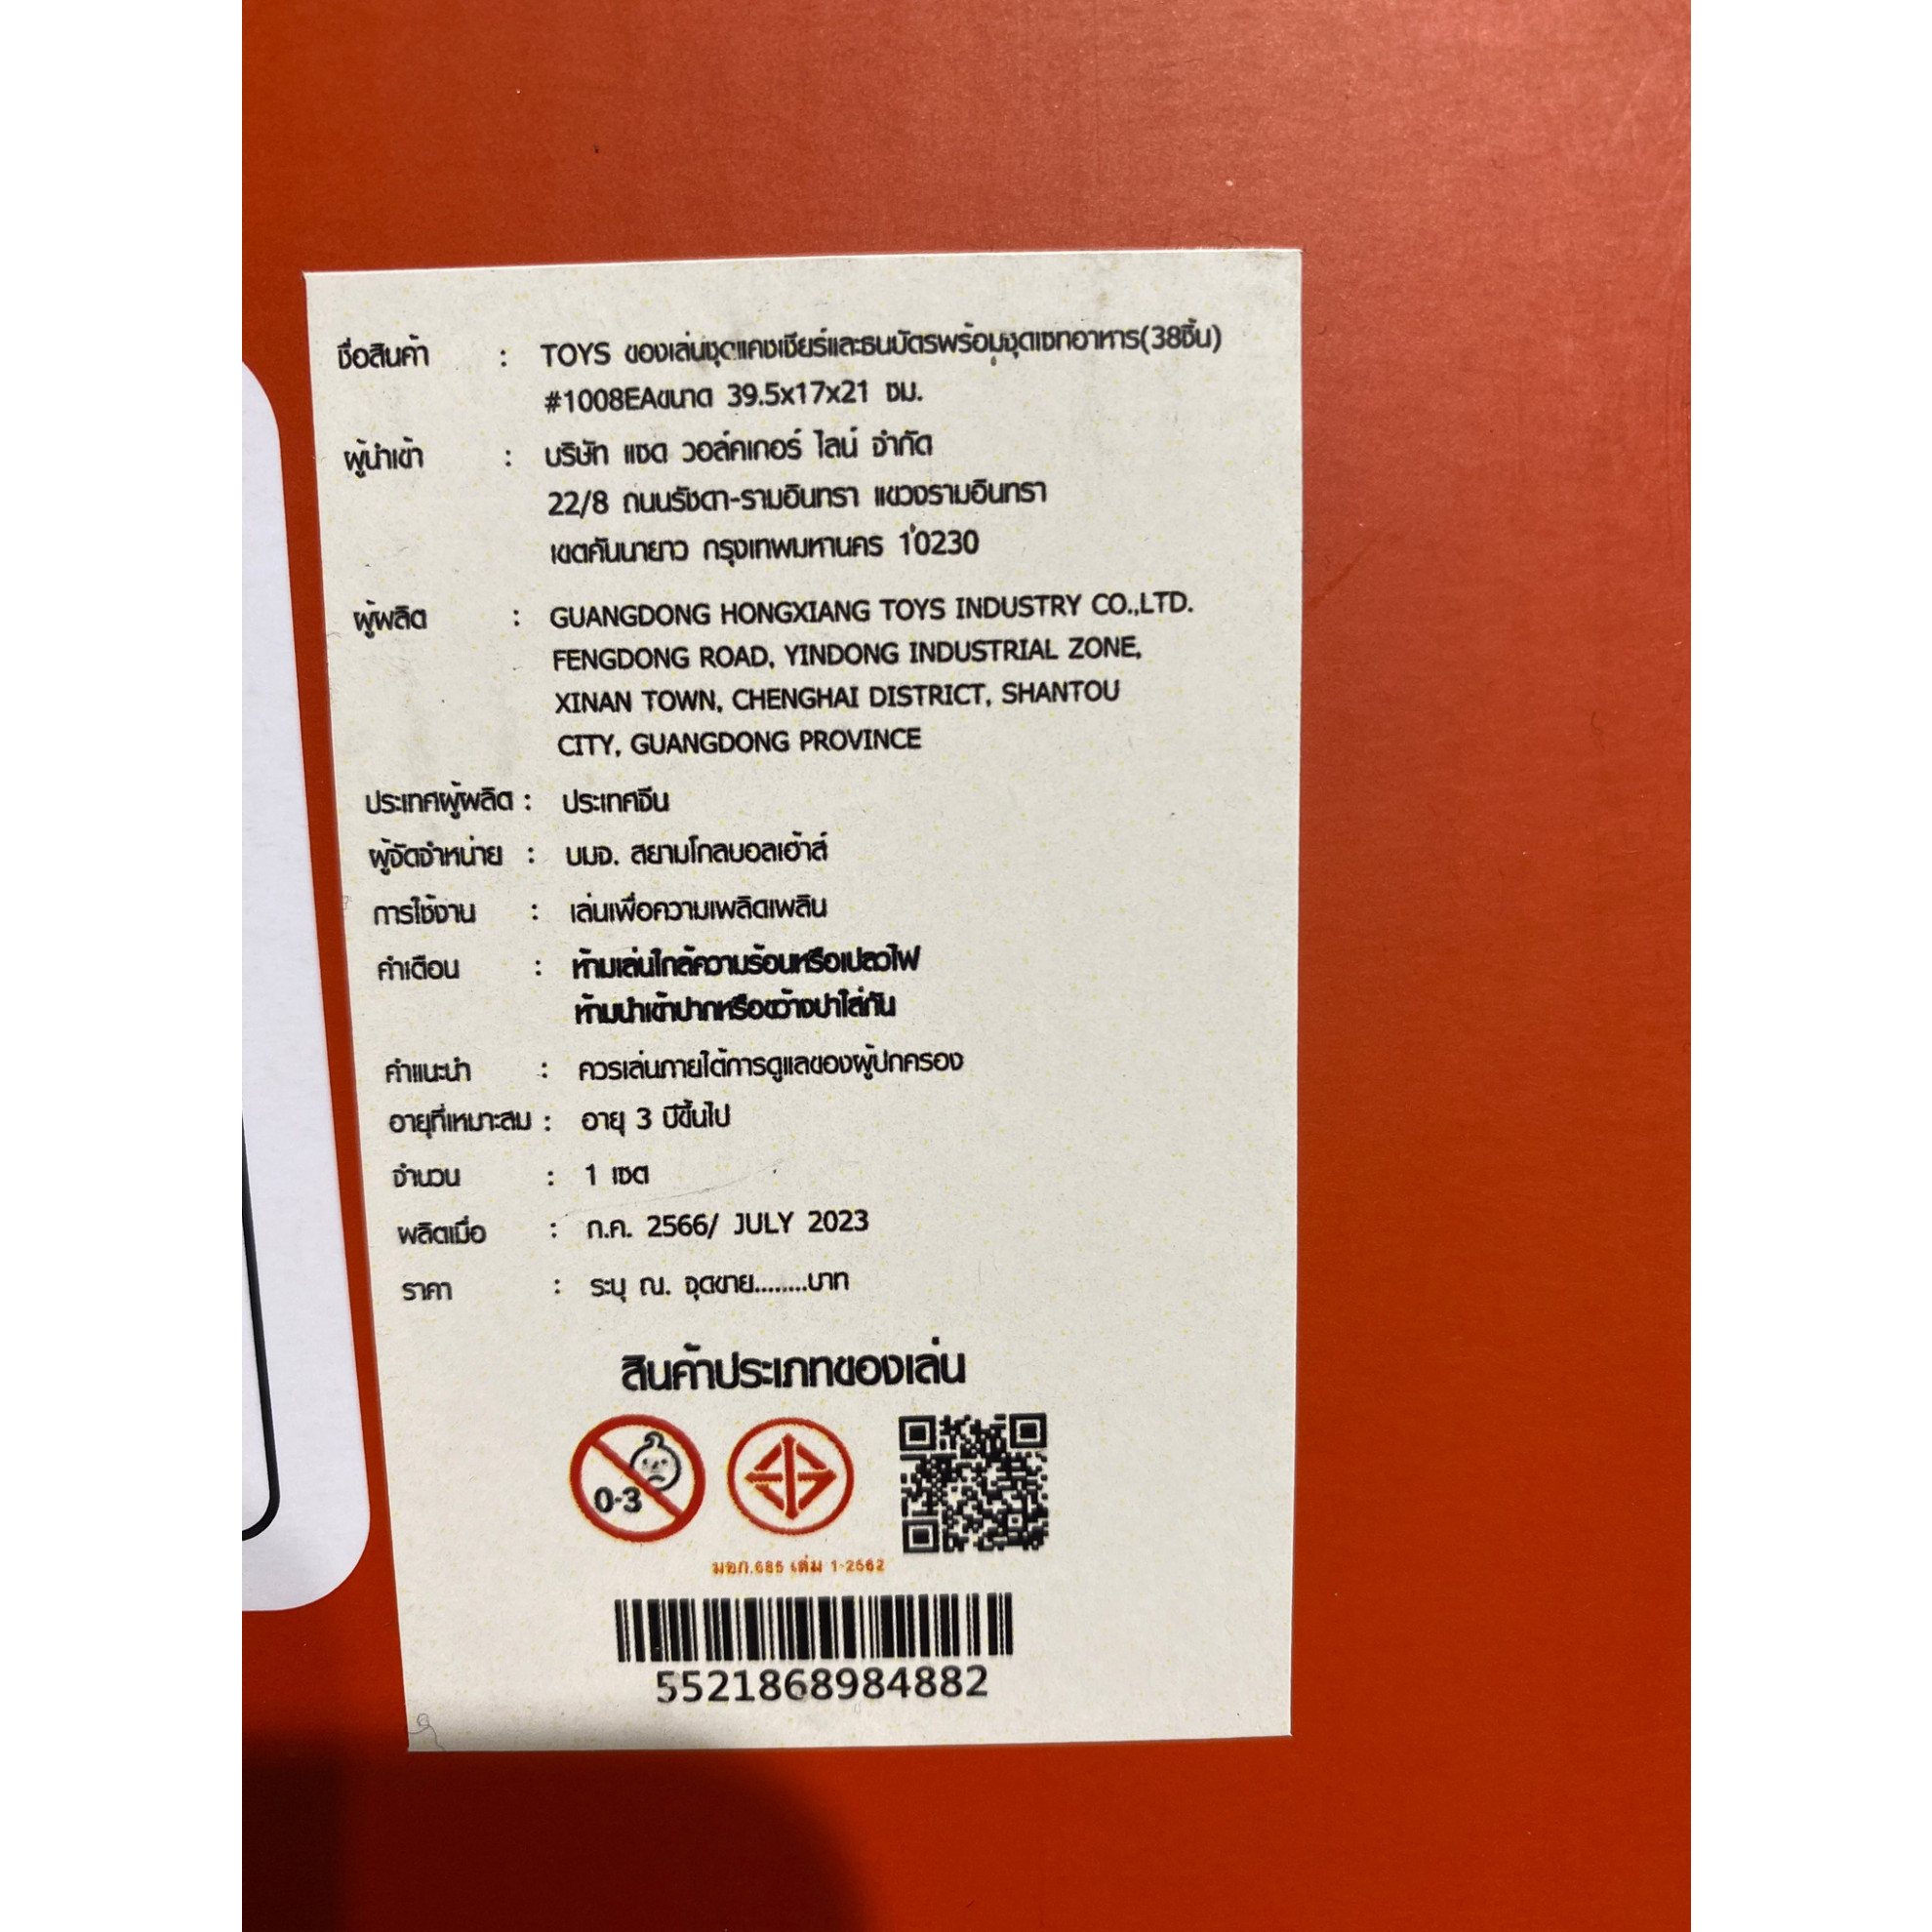 ชื่อสินค้า : TOYS ของเล่นชุดแคชเชียร์และธนบัตรพร้อมชุดเซทอาหาร(38ชิ้น)
#1008EAขนาด 39.5x17x21 ซม.
ผู้นำเข้า : บริษัท แซด วอล์คเกอร์ ไลน์ จำกัด
22/8 ถนนรัชดา-รามอินทรา แขวงรามอินทรา
เขตคันนายาว กรุงเทพมหานคร 10230
ผู้ผลิต : GUANGDONG HONGXIANG TOYS INDUSTRY CO.,LTD.
FENGDONG ROAD, YINDONG INDUSTRIAL ZONE,
XINAN TOWN, CHENGHAI DISTRICT, SHANTOU
CITY, GUANGDONG PROVINCE
ประเทศผู้ผลิต : ประเทศจีน
ผู้จัดจำหน่าย : บมจ. สยามโกลบอลเฮ้าส์
การใช้งาน : เล่นเพื่อความเพลิดเพลิน
คำเตือน : ห้ามเล่นใกล้ความร้อนหรือเปลวไฟ
ห้ามนำเข้าปากหรือขว้างปาใส่กัน
คำแนะนำ : ควรเล่นภายใต้การดูแลของผู้ปกครอง
อายุที่เหมาะสม : อายุ 3 ปีขึ้นไป
จำนวน : 1 เซต
ผลิตเมื่อ : ก.ค. 2566/ JULY 2023
ราคา : ระบุ ณ. จุดขาย........บาท
สินค้าประเภทของเล่น
0-3
มอก.685 เล่ม 1-2562
5521868984882